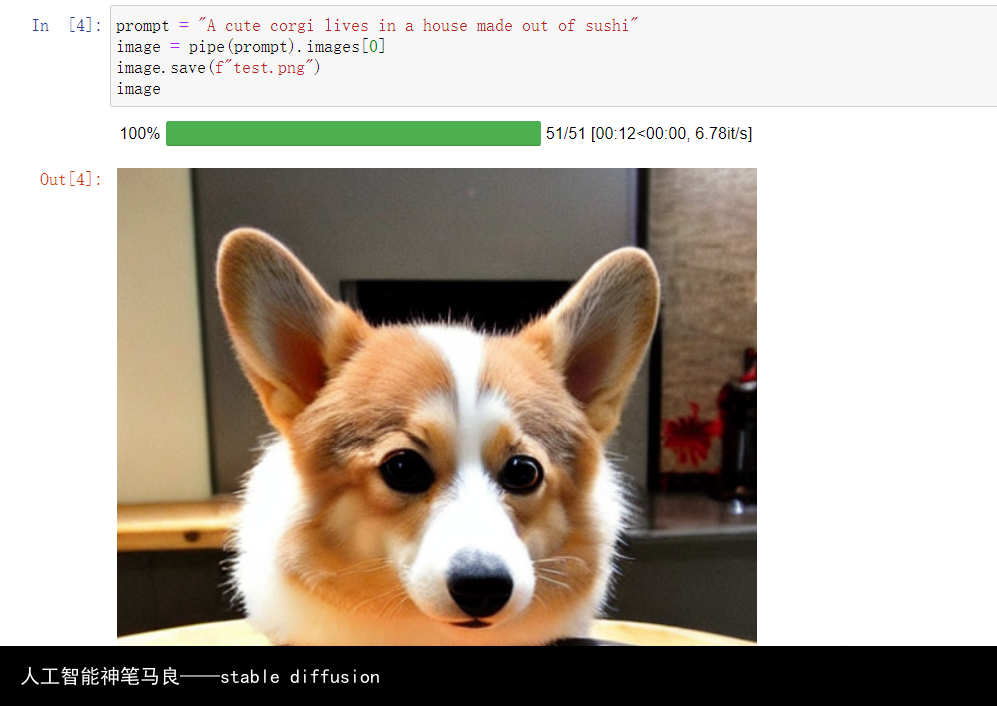 In [4]: prompt = "A cute corgi lives in a house made out of sushi"
image = pipe(prompt).images[0]
image.save(f"test.png")
image
100% 51/51 [00:12<00:00, 6.78it/s]
Out[4]:
人工智能神笔马良——stable diffusion